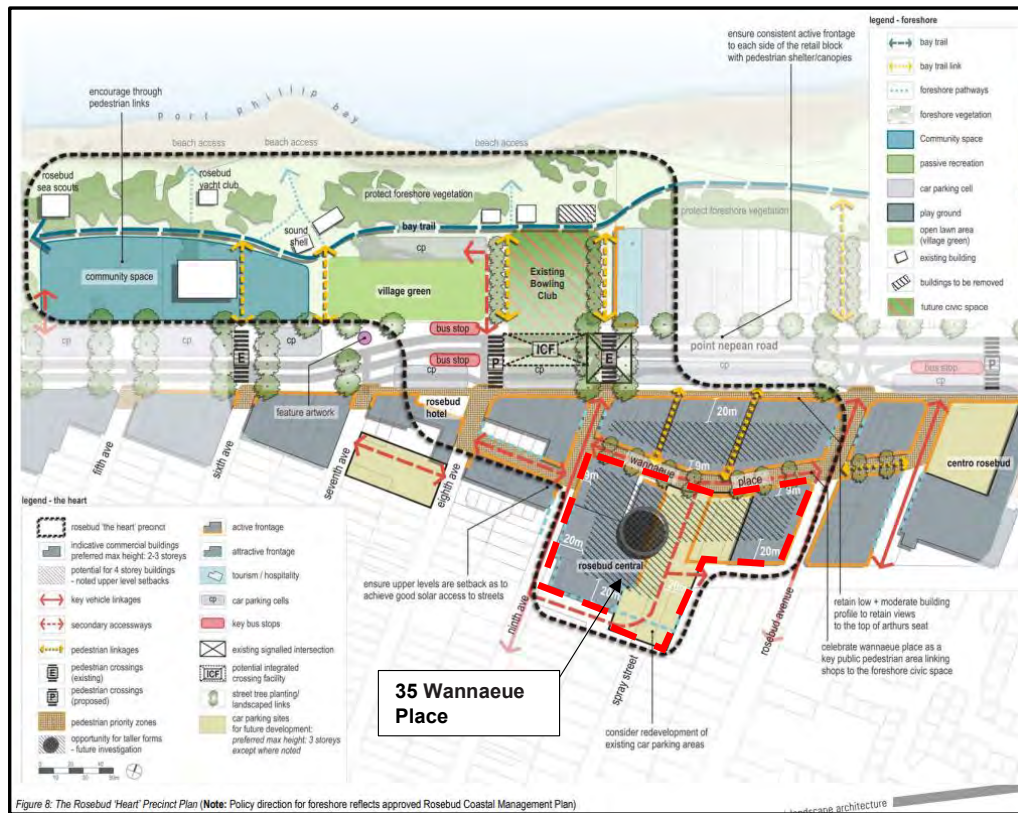 ensure consistent active frontage
to each side of the retail block
with pedestrian shelter/canopies
legend - foreshore
bay trail
bay trail link
foreshore pathways
foreshore vegetation
Community space
passive recreation
car parking cell
play ground
open lawn area
(village green)
existing building
buildings to be removed
future civic space
encourage through
pedestrian links
port phillip bay
beach access
beach access
beach access
rosebud
sea scouts
rosebud
yacht club
protect foreshore vegetation
protect foreshore vegetation
sound
shell
bay trail
cp
community space
village green
Existing
Bowling
Club
bus stop
bus stop
bus stop
point nepean road
cp
cp
cp
cp
cp
E
P
ICF
E
P
feature artwork
rosebud
hotel
20m
fifth ave
sixth ave
seventh ave
eighth ave
wannaeue
place
9m
9m
9m
centro rosebud
20m
20m
20m
rosebud central
ninth ave
spray street
rosebud avenue
ensure upper levels are setback as to
achieve good solar access to streets
retain low + moderate building
profile to retain views
to the top of arthurs seat
celebrate wannaeue place as a
key public pedestrian area linking
shops to the foreshore civic space
consider redevelopment of
existing car parking areas
35 Wannaeue
Place
legend - the heart
rosebud 'the heart' precinct
indicative commercial buildings
preferred max height: 2-3 storeys
potential for 4 storey buildings
- noted upper level setbacks
key vehicle linkages
secondary accessways
pedestrian linkages
E
pedestrian crossings
(existing)
P
pedestrian crossings
(proposed)
pedestrian priority zones
opportunity for taller forms
- future investigation
active frontage
attractive frontage
tourism / hospitality
cp
car parking cells
key bus stops
existing signalled intersection
ICF
potential integrated
crossing facility
street tree planting/
landscaped links
car parking sites
for future development:
preferred max height: 3 storeys
except where noted
Figure 8: The Rosebud 'Heart' Precinct Plan (Note: Policy direction for foreshore reflects approved Rosebud Coastal Management Plan)
landscape architecture